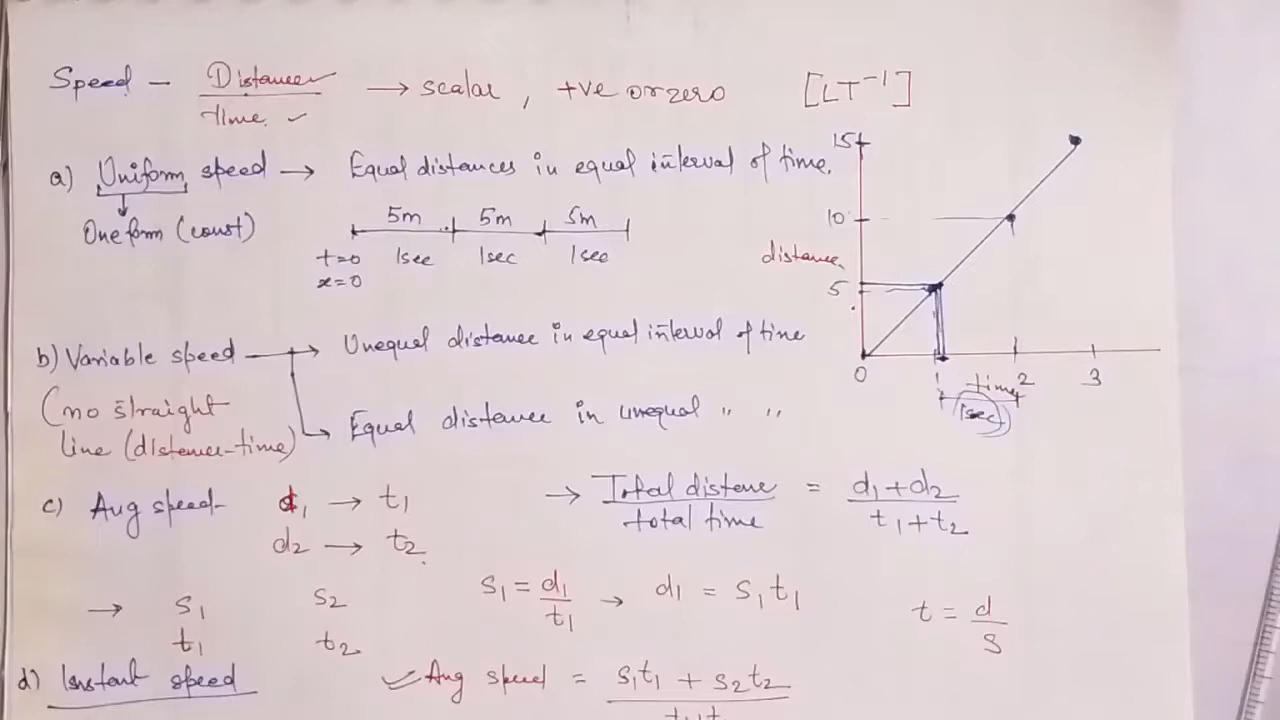 Speed - Distance/time → scalar, +ve or zero [LT⁻¹]
a) Uniform speed → Equal distances in equal interval of time.
One form (const)
5m 5m 5m
t=0 1sec 1sec 1sec
x=0
15
10
distance
5
0 1 2 3
time
1sec
b) Variable speed → Unequal distance in equal interval of time
(no straight line (distance-time)
→ Equal distance in unequal " "
c) Aug speed - d₁ → t₁
d₂ → t₂
→ Total distene/total time = d₁+d₂/t₁+t₂
→ S₁ S₂
t₁ t₂
S₁ = d₁/t₁ → d₁ = S₁t₁
t = d/S
d) Instant speed
Aug speed = S₁t₁ + S₂t₂